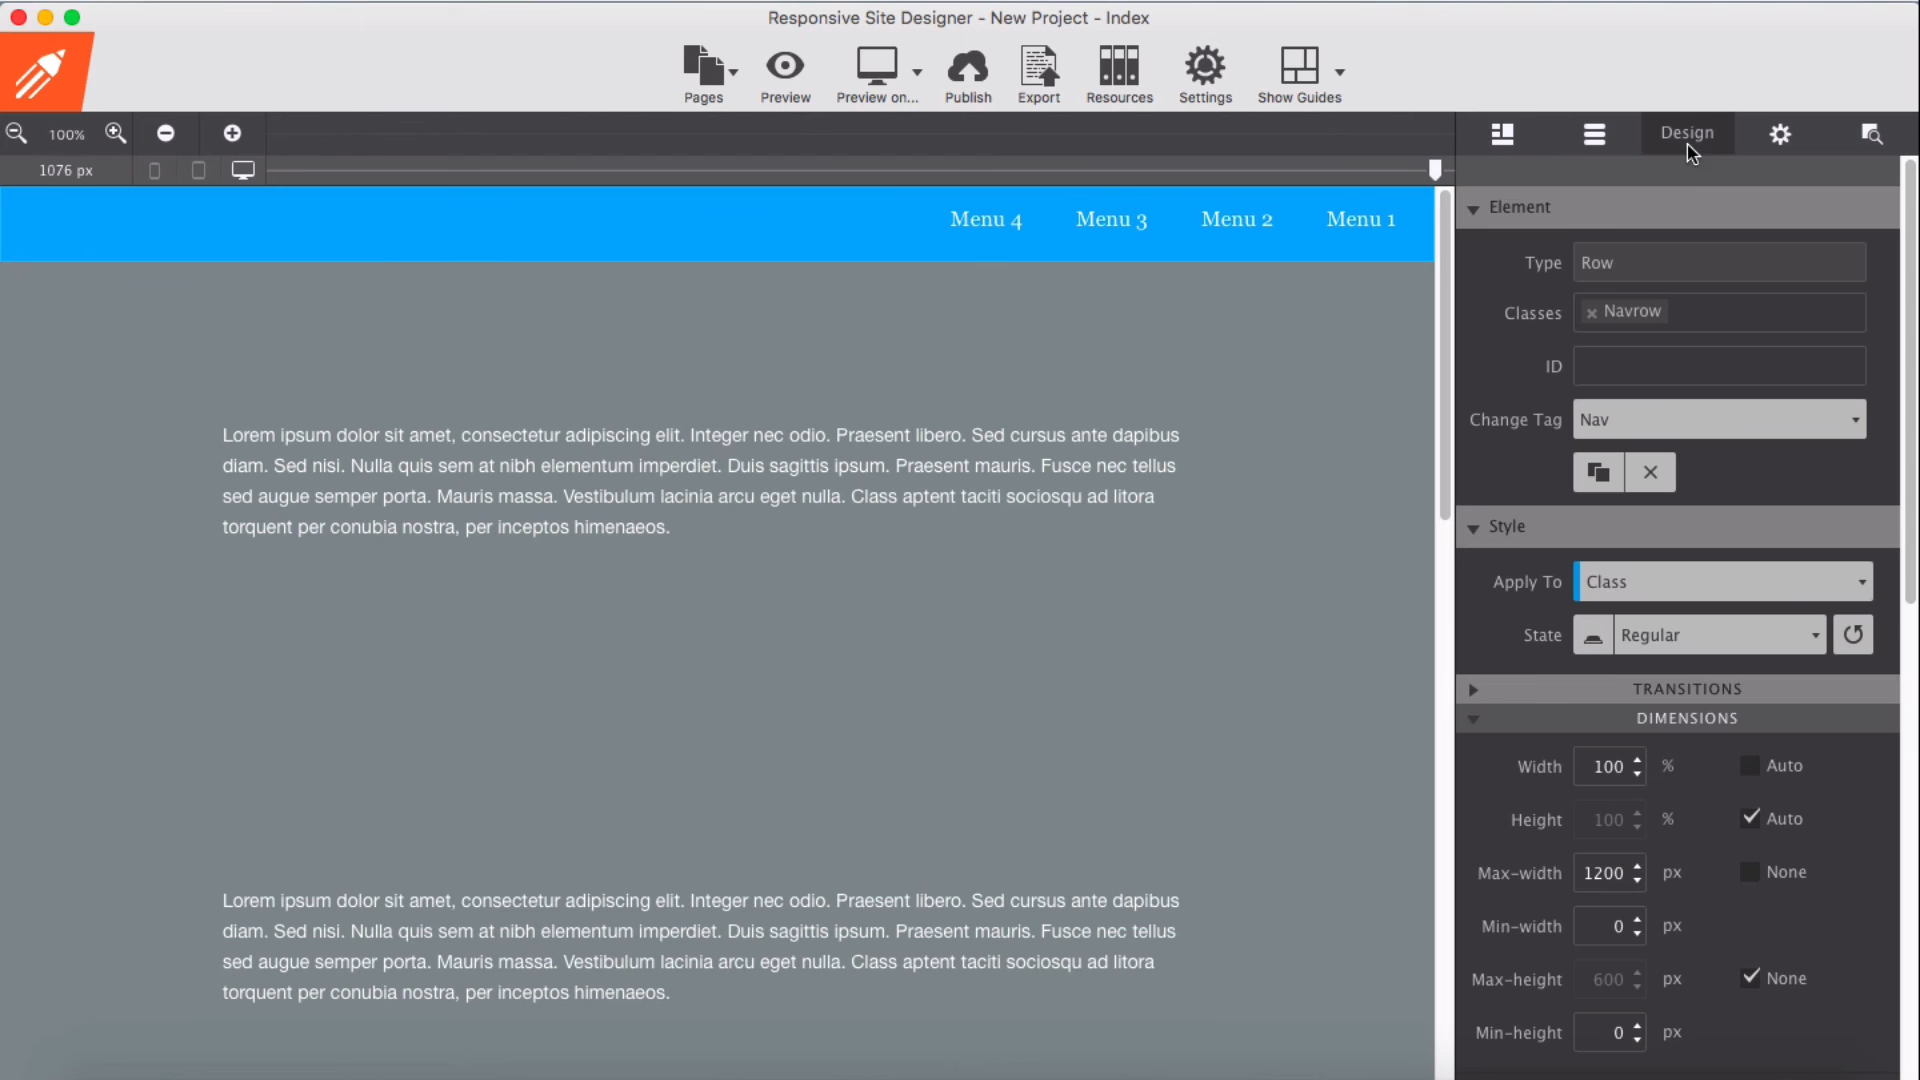 Responsive Site Designer - New Project - Index
Pages
Preview
Preview on...
Publish
Export
Resources
Settings
Show Guides
100%
Design
1076 px
Menu 4 Menu 3 Menu 2 Menu 1
Lorem ipsum dolor sit amet, consectetur adipiscing elit. Integer nec odio. Praesent libero. Sed cursus ante dapibus
diam. Sed nisi. Nulla quis sem at nibh elementum imperdiet. Duis sagittis ipsum. Praesent mauris. Fusce nec tellus
sed augue semper porta. Mauris massa. Vestibulum lacinia arcu eget nulla. Class aptent taciti sociosqu ad litora
torquent per conubia nostra, per inceptos himenaeos.
Lorem ipsum dolor sit amet, consectetur adipiscing elit. Integer nec odio. Praesent libero. Sed cursus ante dapibus
diam. Sed nisi. Nulla quis sem at nibh elementum imperdiet. Duis sagittis ipsum. Praesent mauris. Fusce nec tellus
sed augue semper porta. Mauris massa. Vestibulum lacinia arcu eget nulla. Class aptent taciti sociosqu ad litora
torquent per conubia nostra, per inceptos himenaeos.
Element
Type Row
Classes Navrow
ID
Change Tag Nav
Style
Apply To Class
State Regular
TRANSITIONS
DIMENSIONS
Width 100 % Auto
Height 100 % Auto
Max-width 1200 px None
Min-width 0 px
Max-height 600 px None
Min-height 0 px